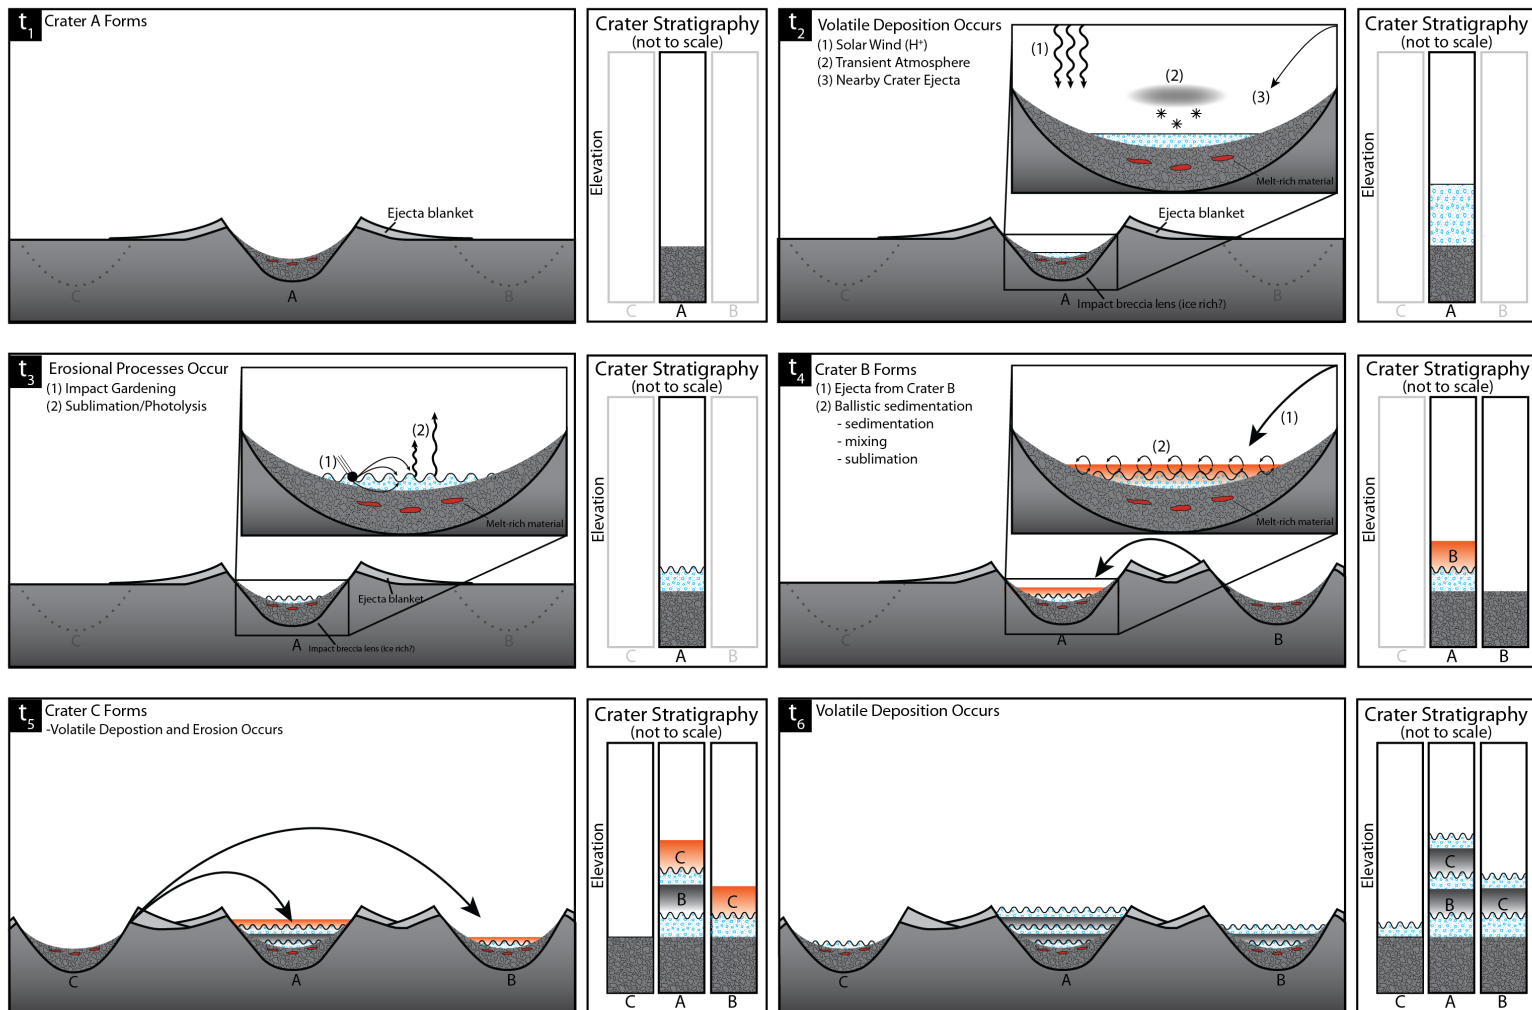 t1 Crater A Forms
Ejecta blanket
C
A
B
Crater Stratigraphy
(not to scale)
Elevation
C A B
t2 Volatile Deposition Occurs
(1) Solar Wind (H+)
(2) Transient Atmosphere
(3) Nearby Crater Ejecta
(1)
(2)
(3)
Melt-rich material
Ejecta blanket
A
B
Impact breccia lens (ice rich?)
Crater Stratigraphy
(not to scale)
Elevation
C A B
t3 Erosional Processes Occur
(1) Impact Gardening
(2) Sublimation/Photolysis
(1)
(2)
Melt-rich material
Ejecta blanket
C
A
B
Impact breccia lens (ice rich?)
Crater Stratigraphy
(not to scale)
Elevation
C A B
t4 Crater B Forms
(1) Ejecta from Crater B
(2) Ballistic sedimentation
- sedimentation
- mixing
- sublimation
(1)
(2)
Melt-rich material
C
A
B
Crater Stratigraphy
(not to scale)
Elevation
B
C A B
t5 Crater C Forms
-Volatile Depostion and Erosion Occurs
C
A
B
Crater Stratigraphy
(not to scale)
Elevation
C
B
C
C A B
t6 Volatile Deposition Occurs
C
A
B
Crater Stratigraphy
(not to scale)
Elevation
C
B
C
C A B